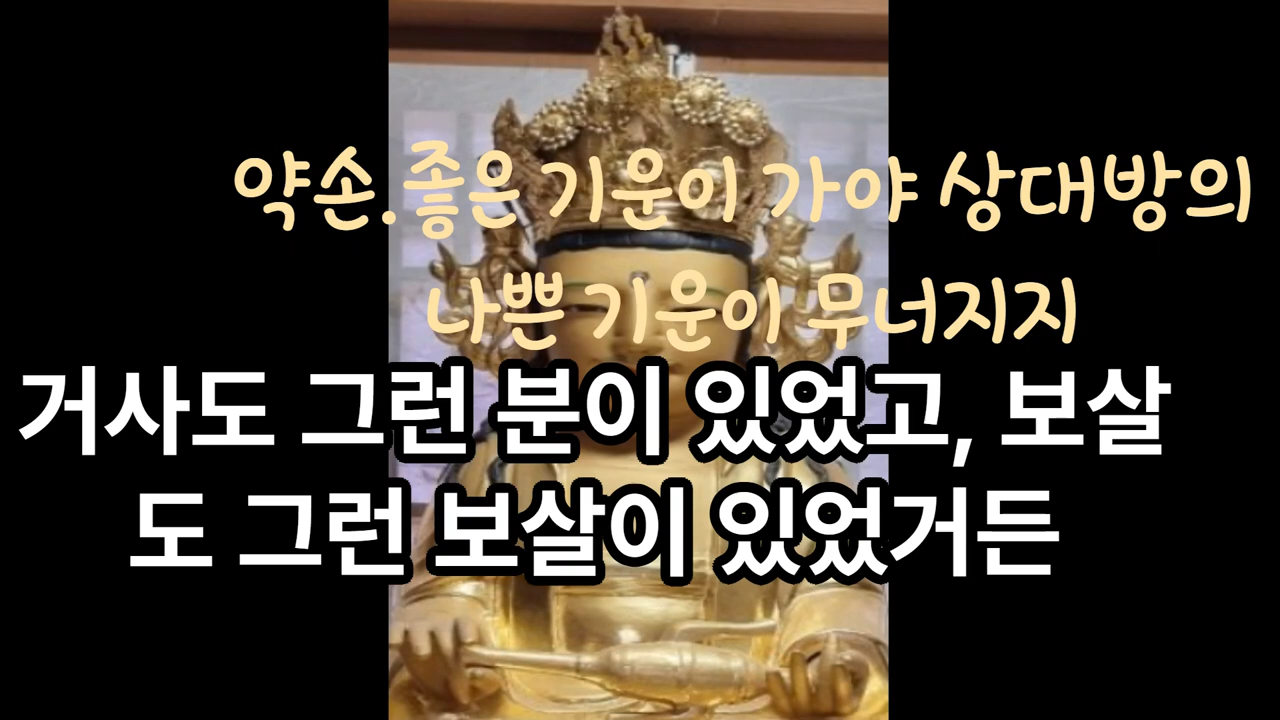 약손.좋은 기운이 가야 상대방의
나쁜 기운이 무너지지
거사도 그런 분이 있었고, 보살
도 그런 보살이 있었거든